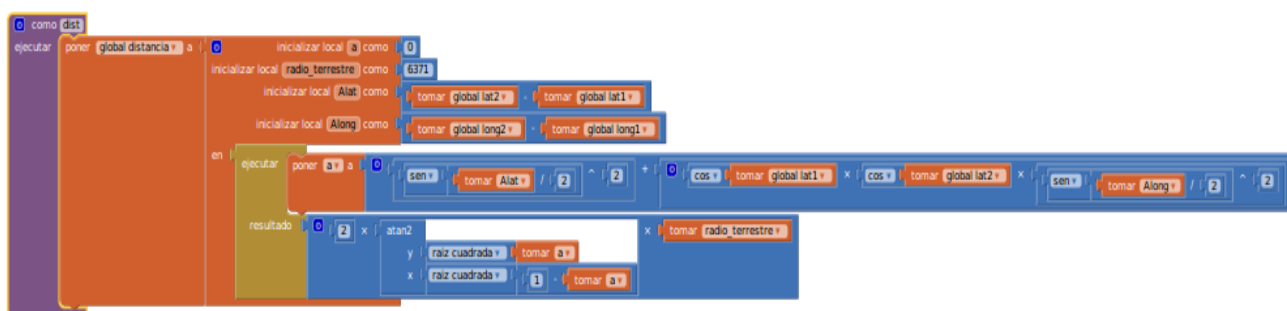 como dist
ejecutar poner global distancia a inicializar local a como 0
inicializar local radio_terrestre como 6371
inicializar local Alat como tomar global lat2 - tomar global lat1
inicializar local Along como tomar global long2 - tomar global long1
en ejecutar poner a a sen tomar Alat / 2 ^ 2 + cos tomar global lat1 × cos tomar global lat2 × sen tomar Along / 2 ^ 2
resultado 2 × atan2 × tomar radio_terrestre
y raiz cuadrada tomar a
x raiz cuadrada 1 - tomar a